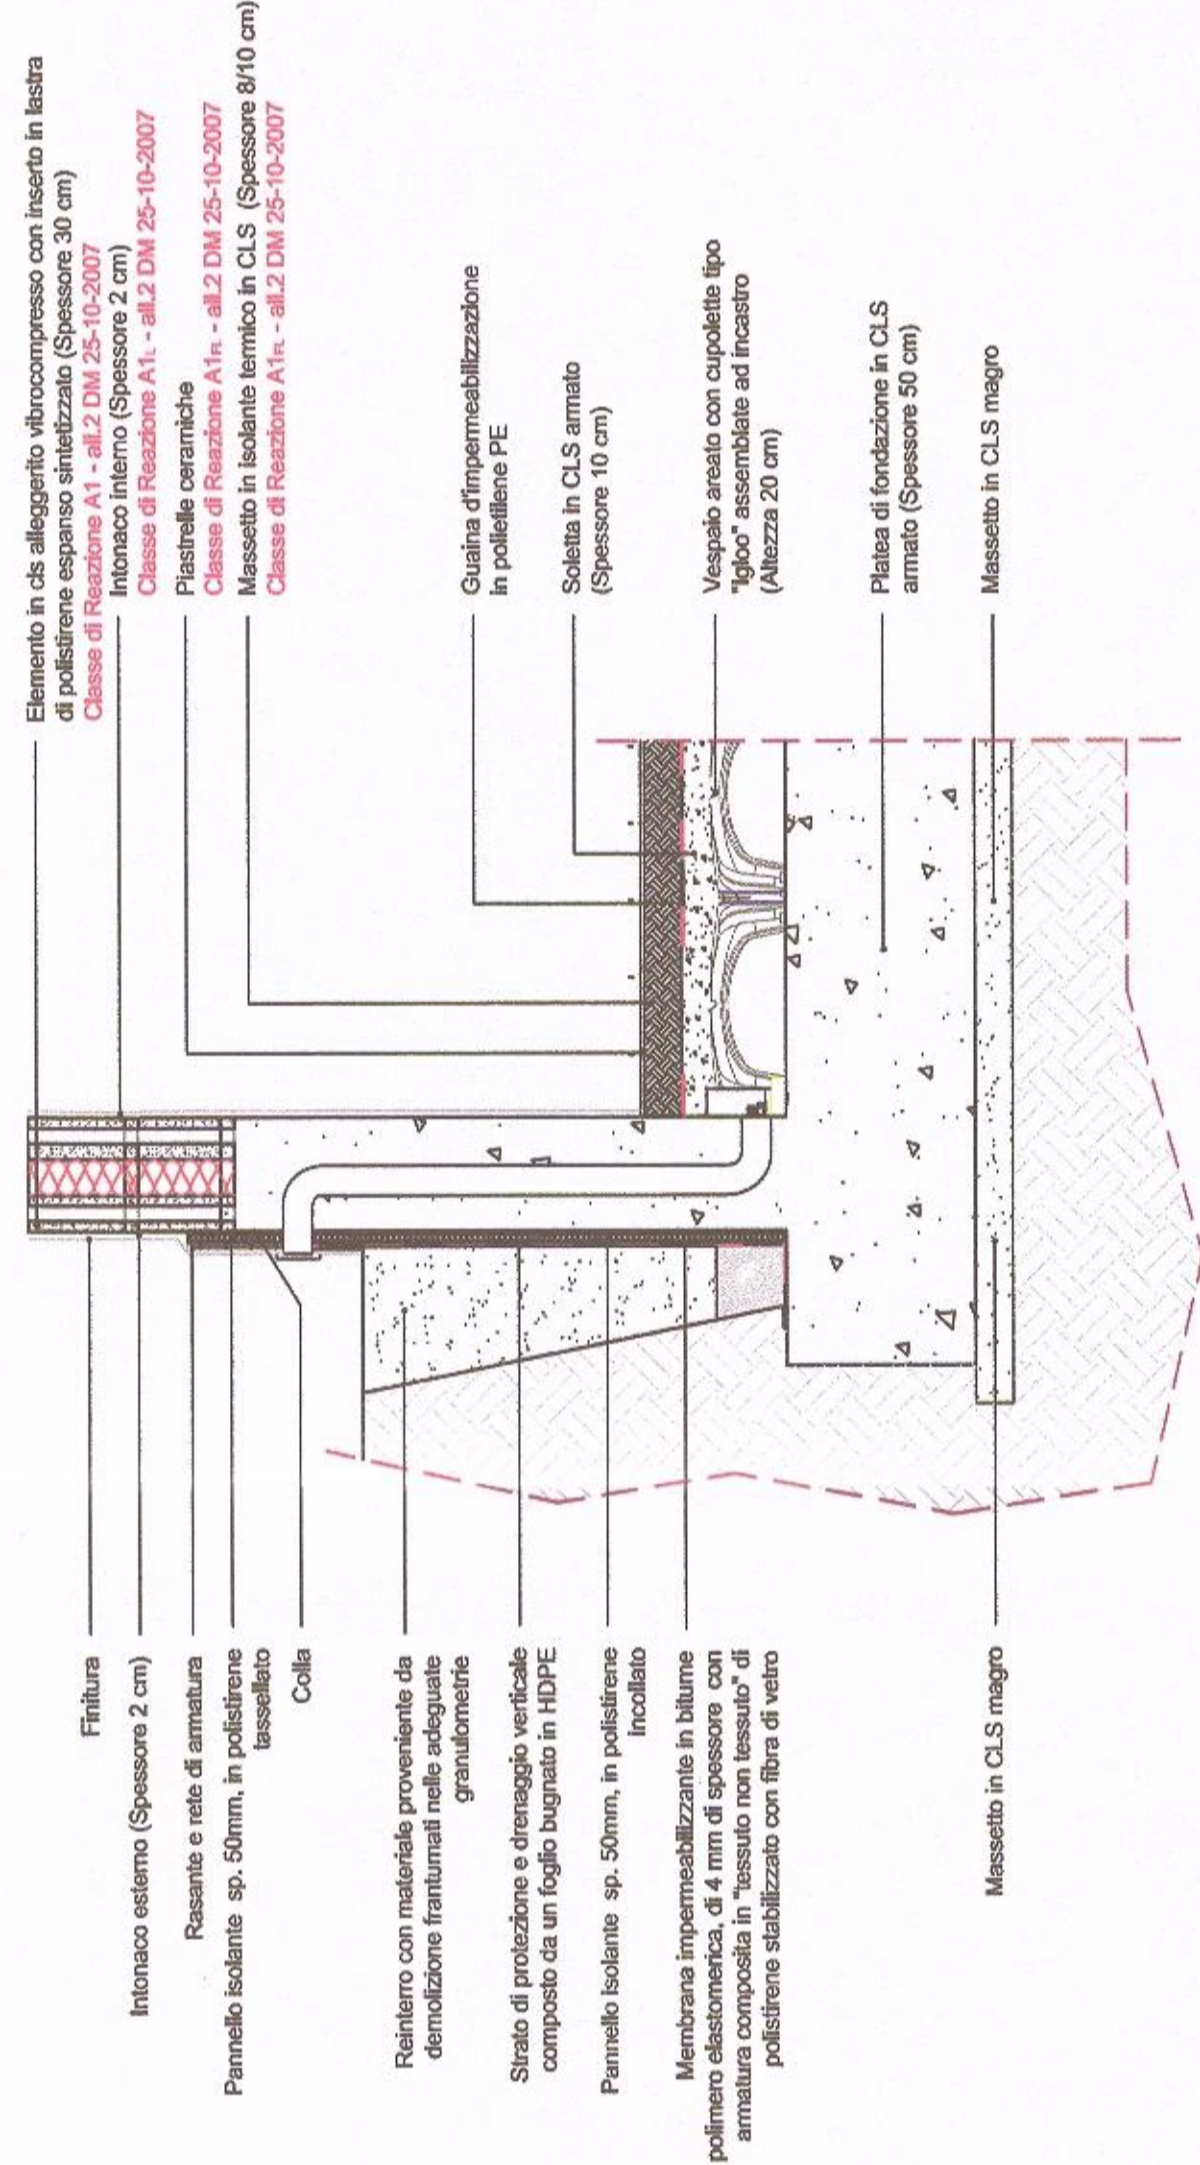 Finitura
Intonaco esterno (Spessore 2 cm)
Rasante e rete di armatura
Pannello isolante sp. 50mm, in polistirene
tassellato
Colla
Reinterro con materiale proveniente da
demolizione frantumati nelle adeguate
granulometrie
Strato di protezione e drenaggio verticale
composto da un foglio bugnato in HDPE
Pannello isolante sp. 50mm, in polistirene
incollato
Membrana impermeabilizzante in bitume
polimero elastomerica, di 4 mm di spessore con
armatura composita in "tessuto non tessuto" di
polistirene stabilizzato con fibra di vetro
Massetto in CLS magro
Elemento in cls alleggerito vibrocompresso con inserto in lastra
di polistirene espanso sintetizzato (Spessore 30 cm)
Classe di Reazione A1 - all.2 DM 25-10-2007
Intonaco interno (Spessore 2 cm)
Classe di Reazione A1L - all.2 DM 25-10-2007
Piastrelle ceramiche
Classe di Reazione A1FL - all.2 DM 25-10-2007
Massetto in isolante termico in CLS (Spessore 8/10 cm)
Classe di Reazione A1FL - all.2 DM 25-10-2007
Guaina d'impermeabilizzazione
in polietilene PE
Soletta in CLS armato
(Spessore 10 cm)
Vespaio areato con cupolette tipo
"Igloo" assemblate ad incastro
(Altezza 20 cm)
Platea di fondazione in CLS
armato (Spessore 50 cm)
Massetto in CLS magro